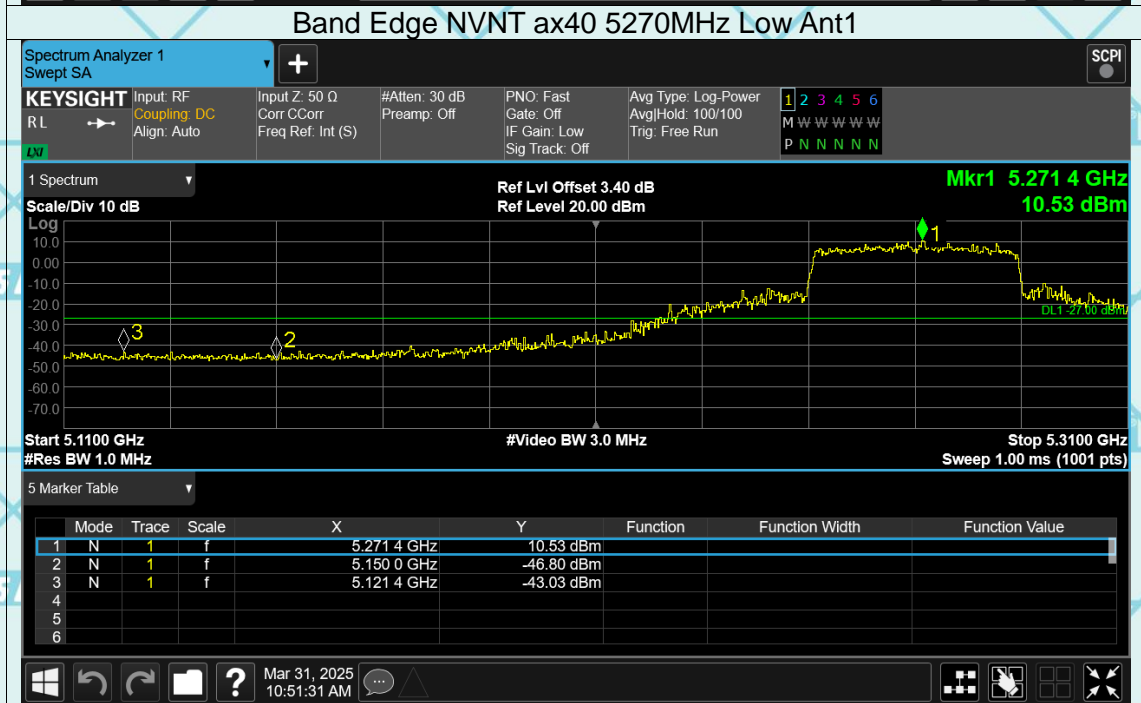 Band Edge NVNT ax40 5270MHz Low Ant1
Spectrum Analyzer 1
Swept SA
+
SCPI
KEYSIGHT
RL
LXI
Input: RF
Coupling: DC
Align: Auto
Input Z: 50 Ω
Corr CCorr
Freq Ref: Int (S)
#Atten: 30 dB
Preamp: Off
PNO: Fast
Gate: Off
IF Gain: Low
Sig Track: Off
Avg Type: Log-Power
Avg|Hold: 100/100
Trig: Free Run
1 2 3 4 5 6
M W W W W W
P N N N N N
1 Spectrum
Scale/Div 10 dB
Ref Lvl Offset 3.40 dB
Ref Level 20.00 dBm
Mkr1 5.271 4 GHz
10.53 dBm
Log
10.0
0.00
-10.0
-20.0
-30.0
-40.0
-50.0
-60.0
-70.0
1
2
3
DL1 -27.00 dBm
Start 5.1100 GHz
#Res BW 1.0 MHz
#Video BW 3.0 MHz
Stop 5.3100 GHz
Sweep 1.00 ms (1001 pts)
5 Marker Table
Mode Trace Scale X Y Function Function Width Function Value
1 N 1 f 5.271 4 GHz 10.53 dBm
2 N 1 f 5.150 0 GHz -46.80 dBm
3 N 1 f 5.121 4 GHz -43.03 dBm
4
5
6
?
Mar 31, 2025
10:51:31 AM